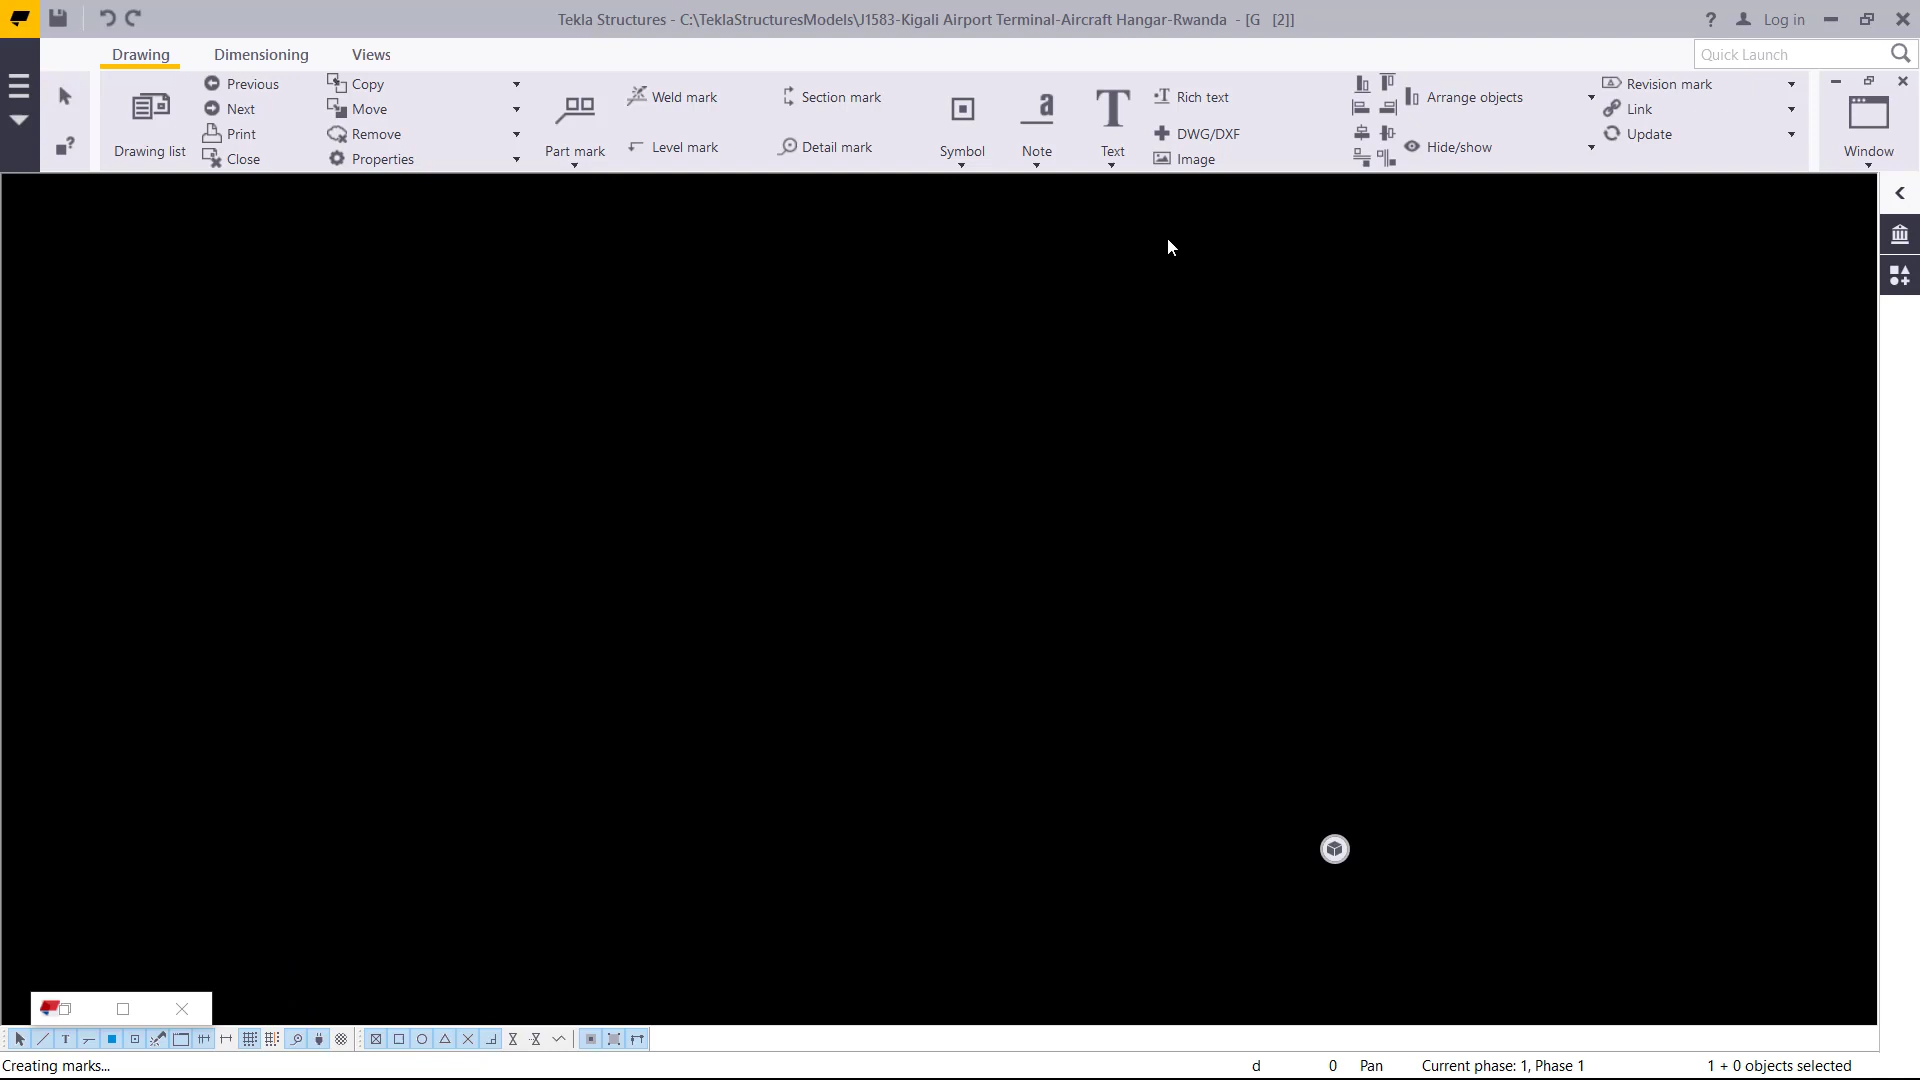 Tekla Structures - C:\TeklaStructuresModels\J1583-Kigali Airport Terminal-Aircraft Hangar-Rwanda - [G [2]]
? Log in
Drawing Dimensioning Views
Quick Launch
Drawing list
Previous
Next
Print
Close
Copy
Move
Remove
Properties
Part mark
Weld mark
Level mark
Section mark
Detail mark
Symbol
a
Note
T
Text
Rich text
DWG/DXF
Image
Arrange objects
Hide/show
Revision mark
Link
Update
Window
Creating marks... d 0 Pan Current phase: 1, Phase 1 1 + 0 objects selected